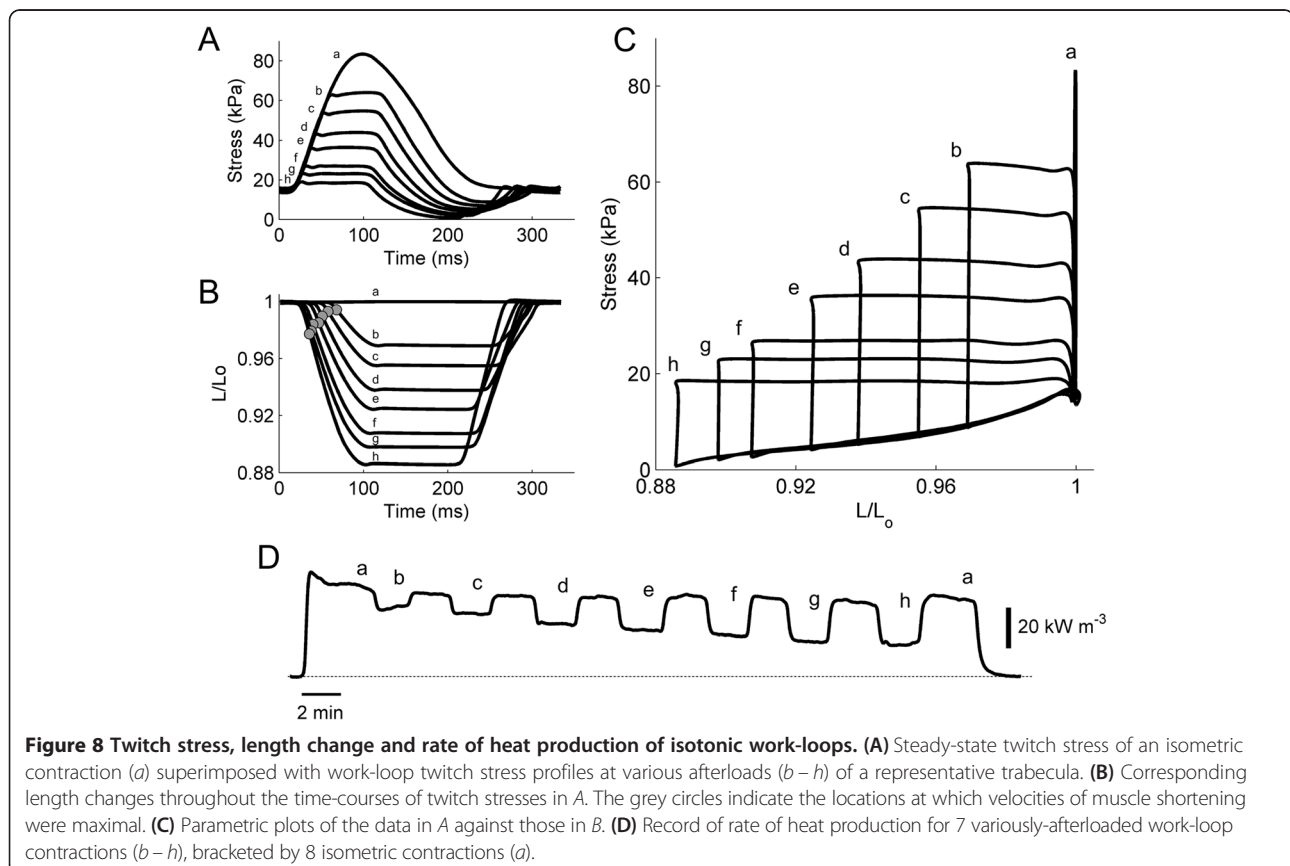 A
80
60
40
20
0
Stress (kPa)
a
b
c
d
e
f
g
h
0 100 200 300
Time (ms)
B
1
0.96
0.92
0.88
L/Lo
a
b
c
d
e
f
g
h
0 100 200 300
Time (ms)
C
80
60
40
20
0
Stress (kPa)
a
b
c
d
e
f
g
h
0.88 0.92 0.96 1
L/Lo
D
a b c d e f g h a
20 kW m-3
2 min
Figure 8 Twitch stress, length change and rate of heat production of isotonic work-loops. (A) Steady-state twitch stress of an isometric
contraction (a) superimposed with work-loop twitch stress profiles at various afterloads (b – h) of a representative trabecula. (B) Corresponding
length changes throughout the time-courses of twitch stresses in A. The grey circles indicate the locations at which velocities of muscle shortening
were maximal. (C) Parametric plots of the data in A against those in B. (D) Record of rate of heat production for 7 variously-afterloaded work-loop
contractions (b – h), bracketed by 8 isometric contractions (a).